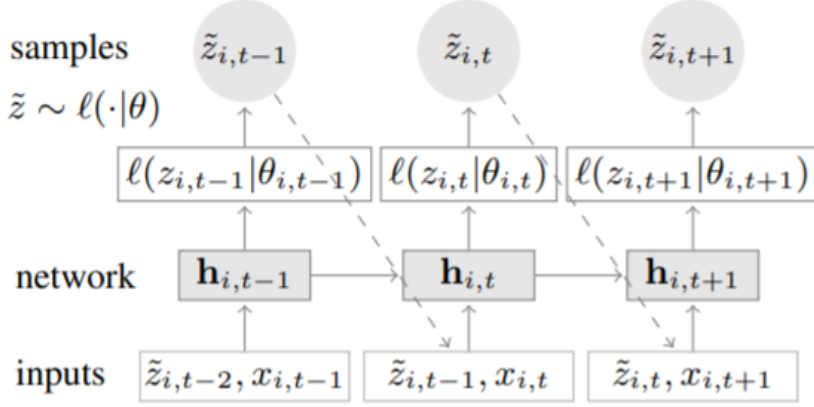 samples z̃_{i,t−1} z̃_{i,t} z̃_{i,t+1}
z̃ ∼ ℓ(·|θ)
ℓ(z_{i,t−1}|θ_{i,t−1}) ℓ(z_{i,t}|θ_{i,t}) ℓ(z_{i,t+1}|θ_{i,t+1})
network h_{i,t−1} h_{i,t} h_{i,t+1}
inputs z̃_{i,t−2}, x_{i,t−1} z̃_{i,t−1}, x_{i,t} z̃_{i,t}, x_{i,t+1}